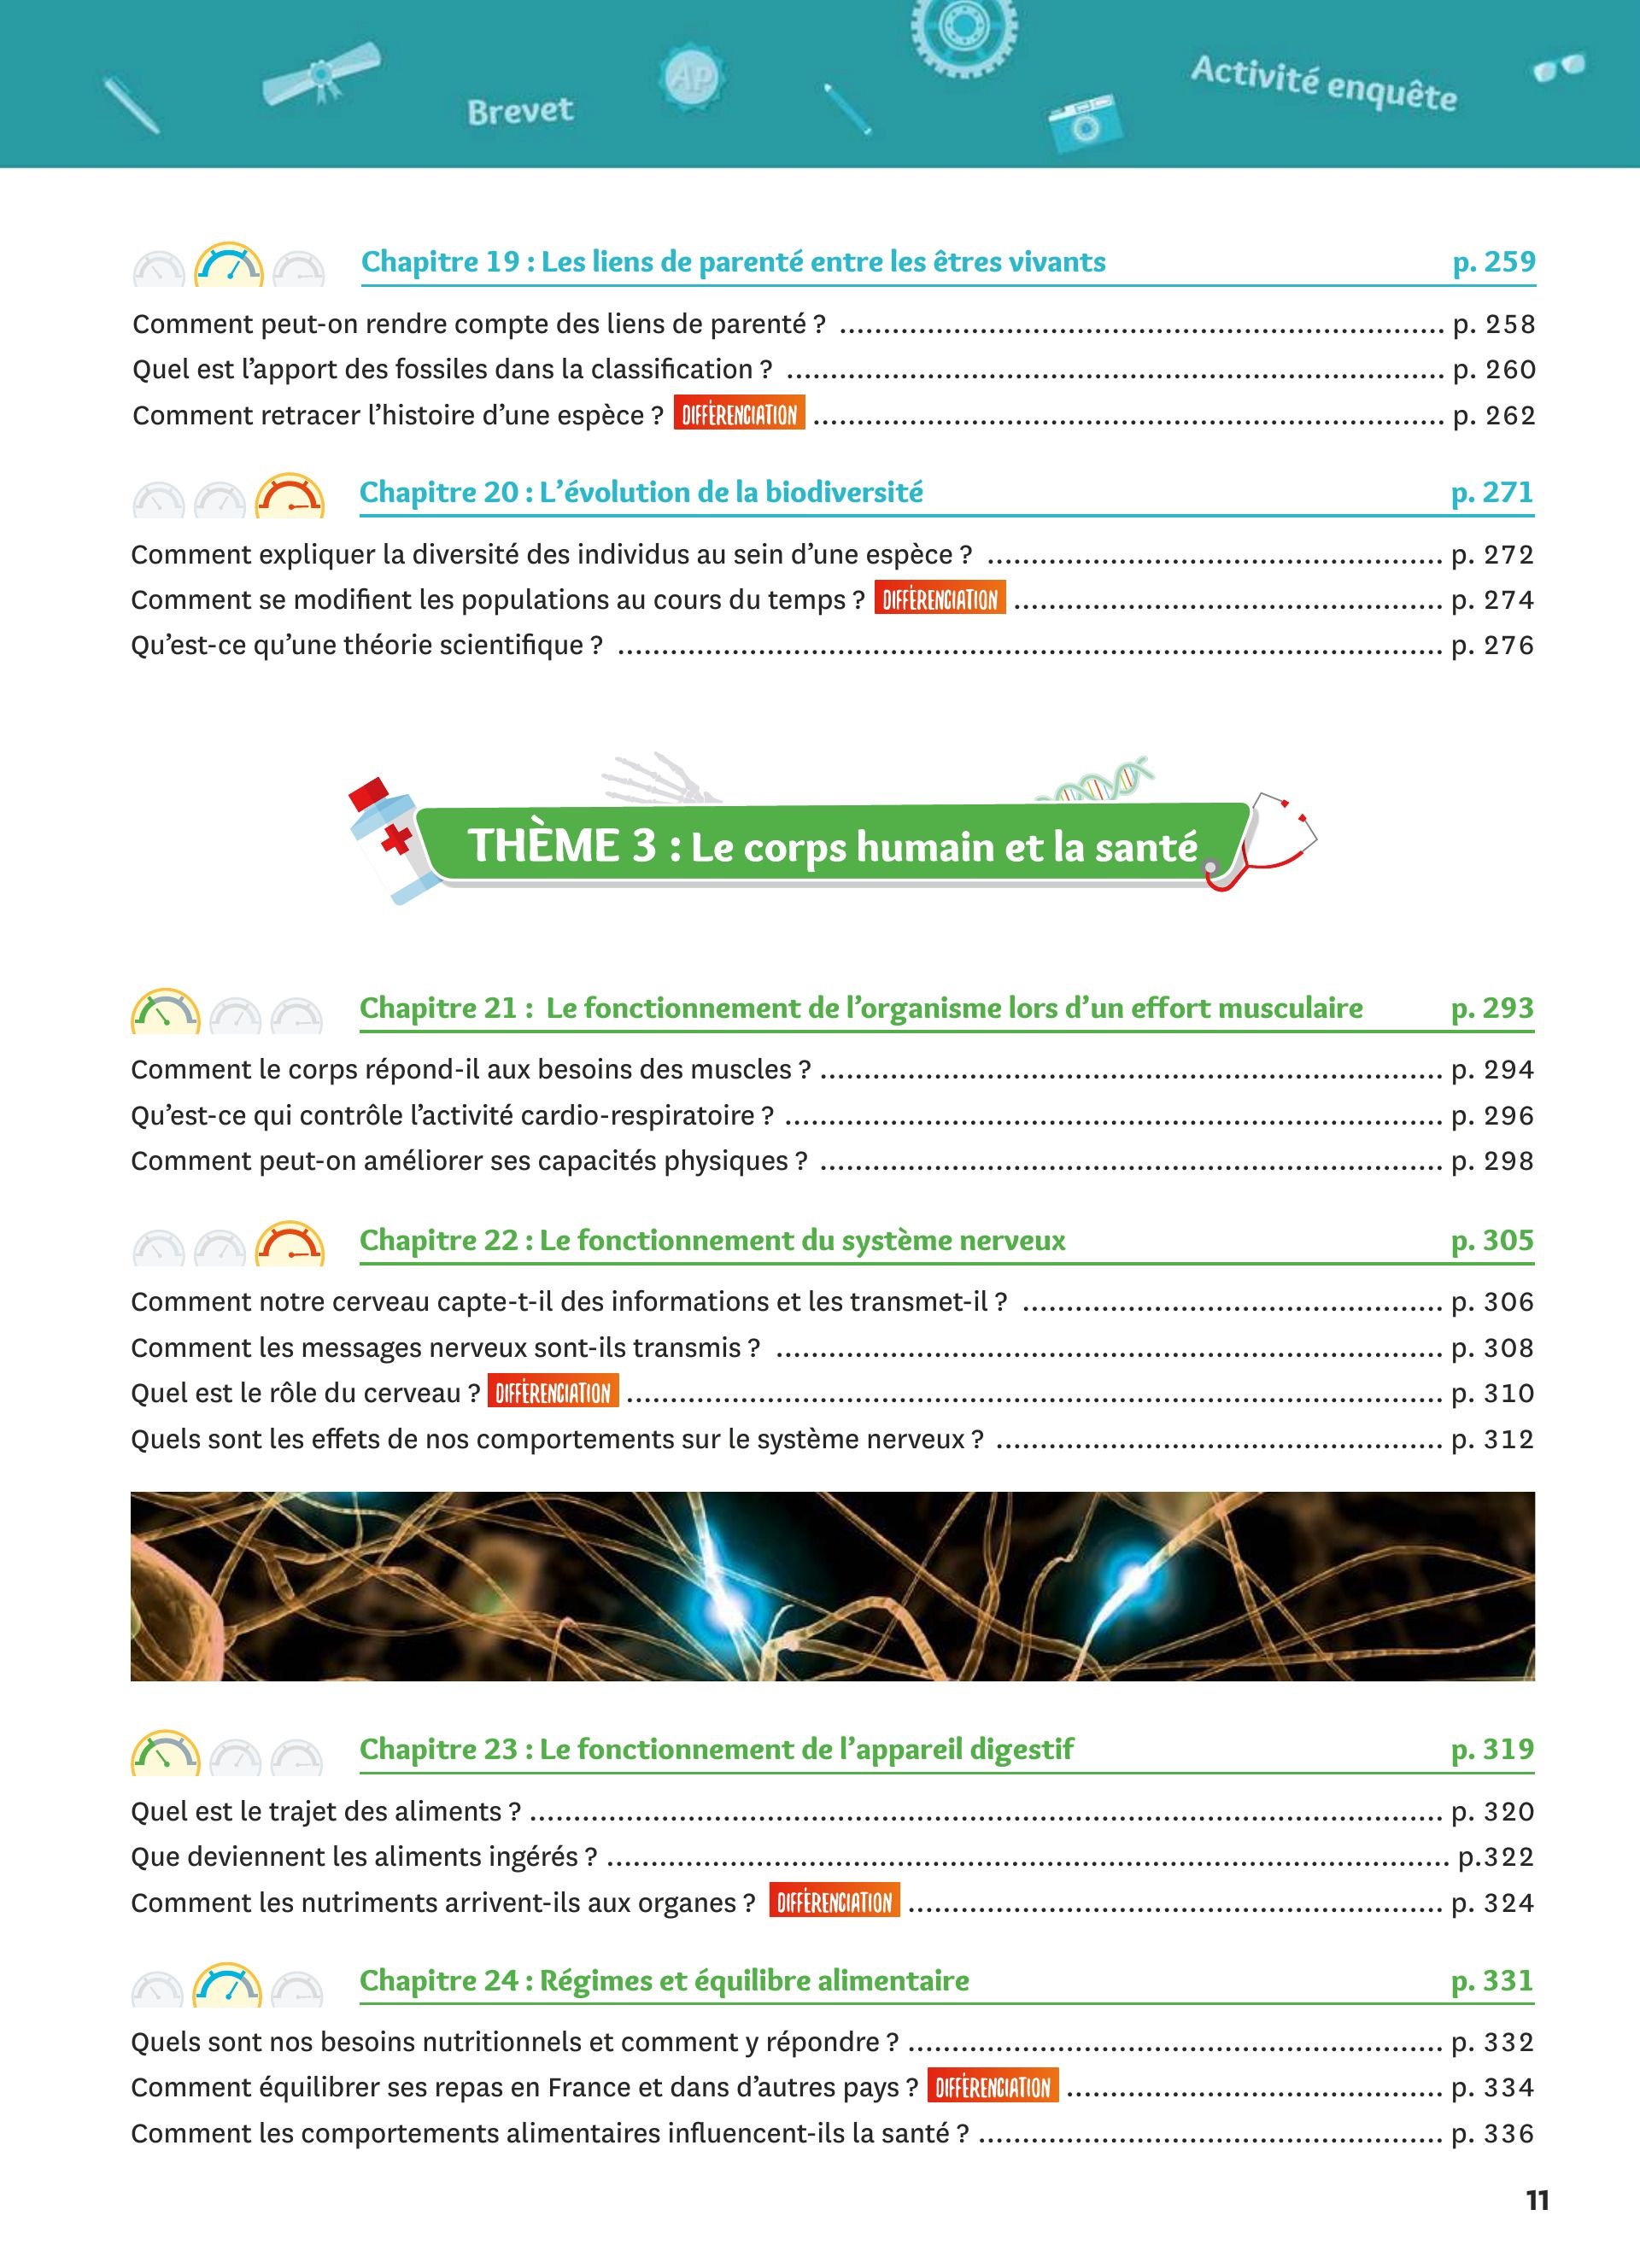 Brevet
AP
Activité enquête
Chapitre 19 : Les liens de parenté entre les êtres vivants p. 259
Comment peut-on rendre compte des liens de parenté ? ........ p. 258
Quel est l’apport des fossiles dans la classification ? ........ p. 260
Comment retracer l’histoire d’une espèce ? DIFFÉRENCIATION ........ p. 262
Chapitre 20 : L’évolution de la biodiversité p. 271
Comment expliquer la diversité des individus au sein d’une espèce ? ........ p. 272
Comment se modifient les populations au cours du temps ? DIFFÉRENCIATION ........ p. 274
Qu’est-ce qu’une théorie scientifique ? ........ p. 276
THÈME 3 : Le corps humain et la santé
Chapitre 21 : Le fonctionnement de l’organisme lors d’un effort musculaire p. 293
Comment le corps répond-il aux besoins des muscles ? ........ p. 294
Qu’est-ce qui contrôle l’activité cardio-respiratoire ? ........ p. 296
Comment peut-on améliorer ses capacités physiques ? ........ p. 298
Chapitre 22 : Le fonctionnement du système nerveux p. 305
Comment notre cerveau capte-t-il des informations et les transmet-il ? ........ p. 306
Comment les messages nerveux sont-ils transmis ? ........ p. 308
Quel est le rôle du cerveau ? DIFFÉRENCIATION ........ p. 310
Quels sont les effets de nos comportements sur le système nerveux ? ........ p. 312
Chapitre 23 : Le fonctionnement de l’appareil digestif p. 319
Quel est le trajet des aliments ? ........ p. 320
Que deviennent les aliments ingérés ? ........ p.322
Comment les nutriments arrivent-ils aux organes ? DIFFÉRENCIATION ........ p. 324
Chapitre 24 : Régimes et équilibre alimentaire p. 331
Quels sont nos besoins nutritionnels et comment y répondre ? ........ p. 332
Comment équilibrer ses repas en France et dans d’autres pays ? DIFFÉRENCIATION ........ p. 334
Comment les comportements alimentaires influencent-ils la santé ? ........ p. 336
11